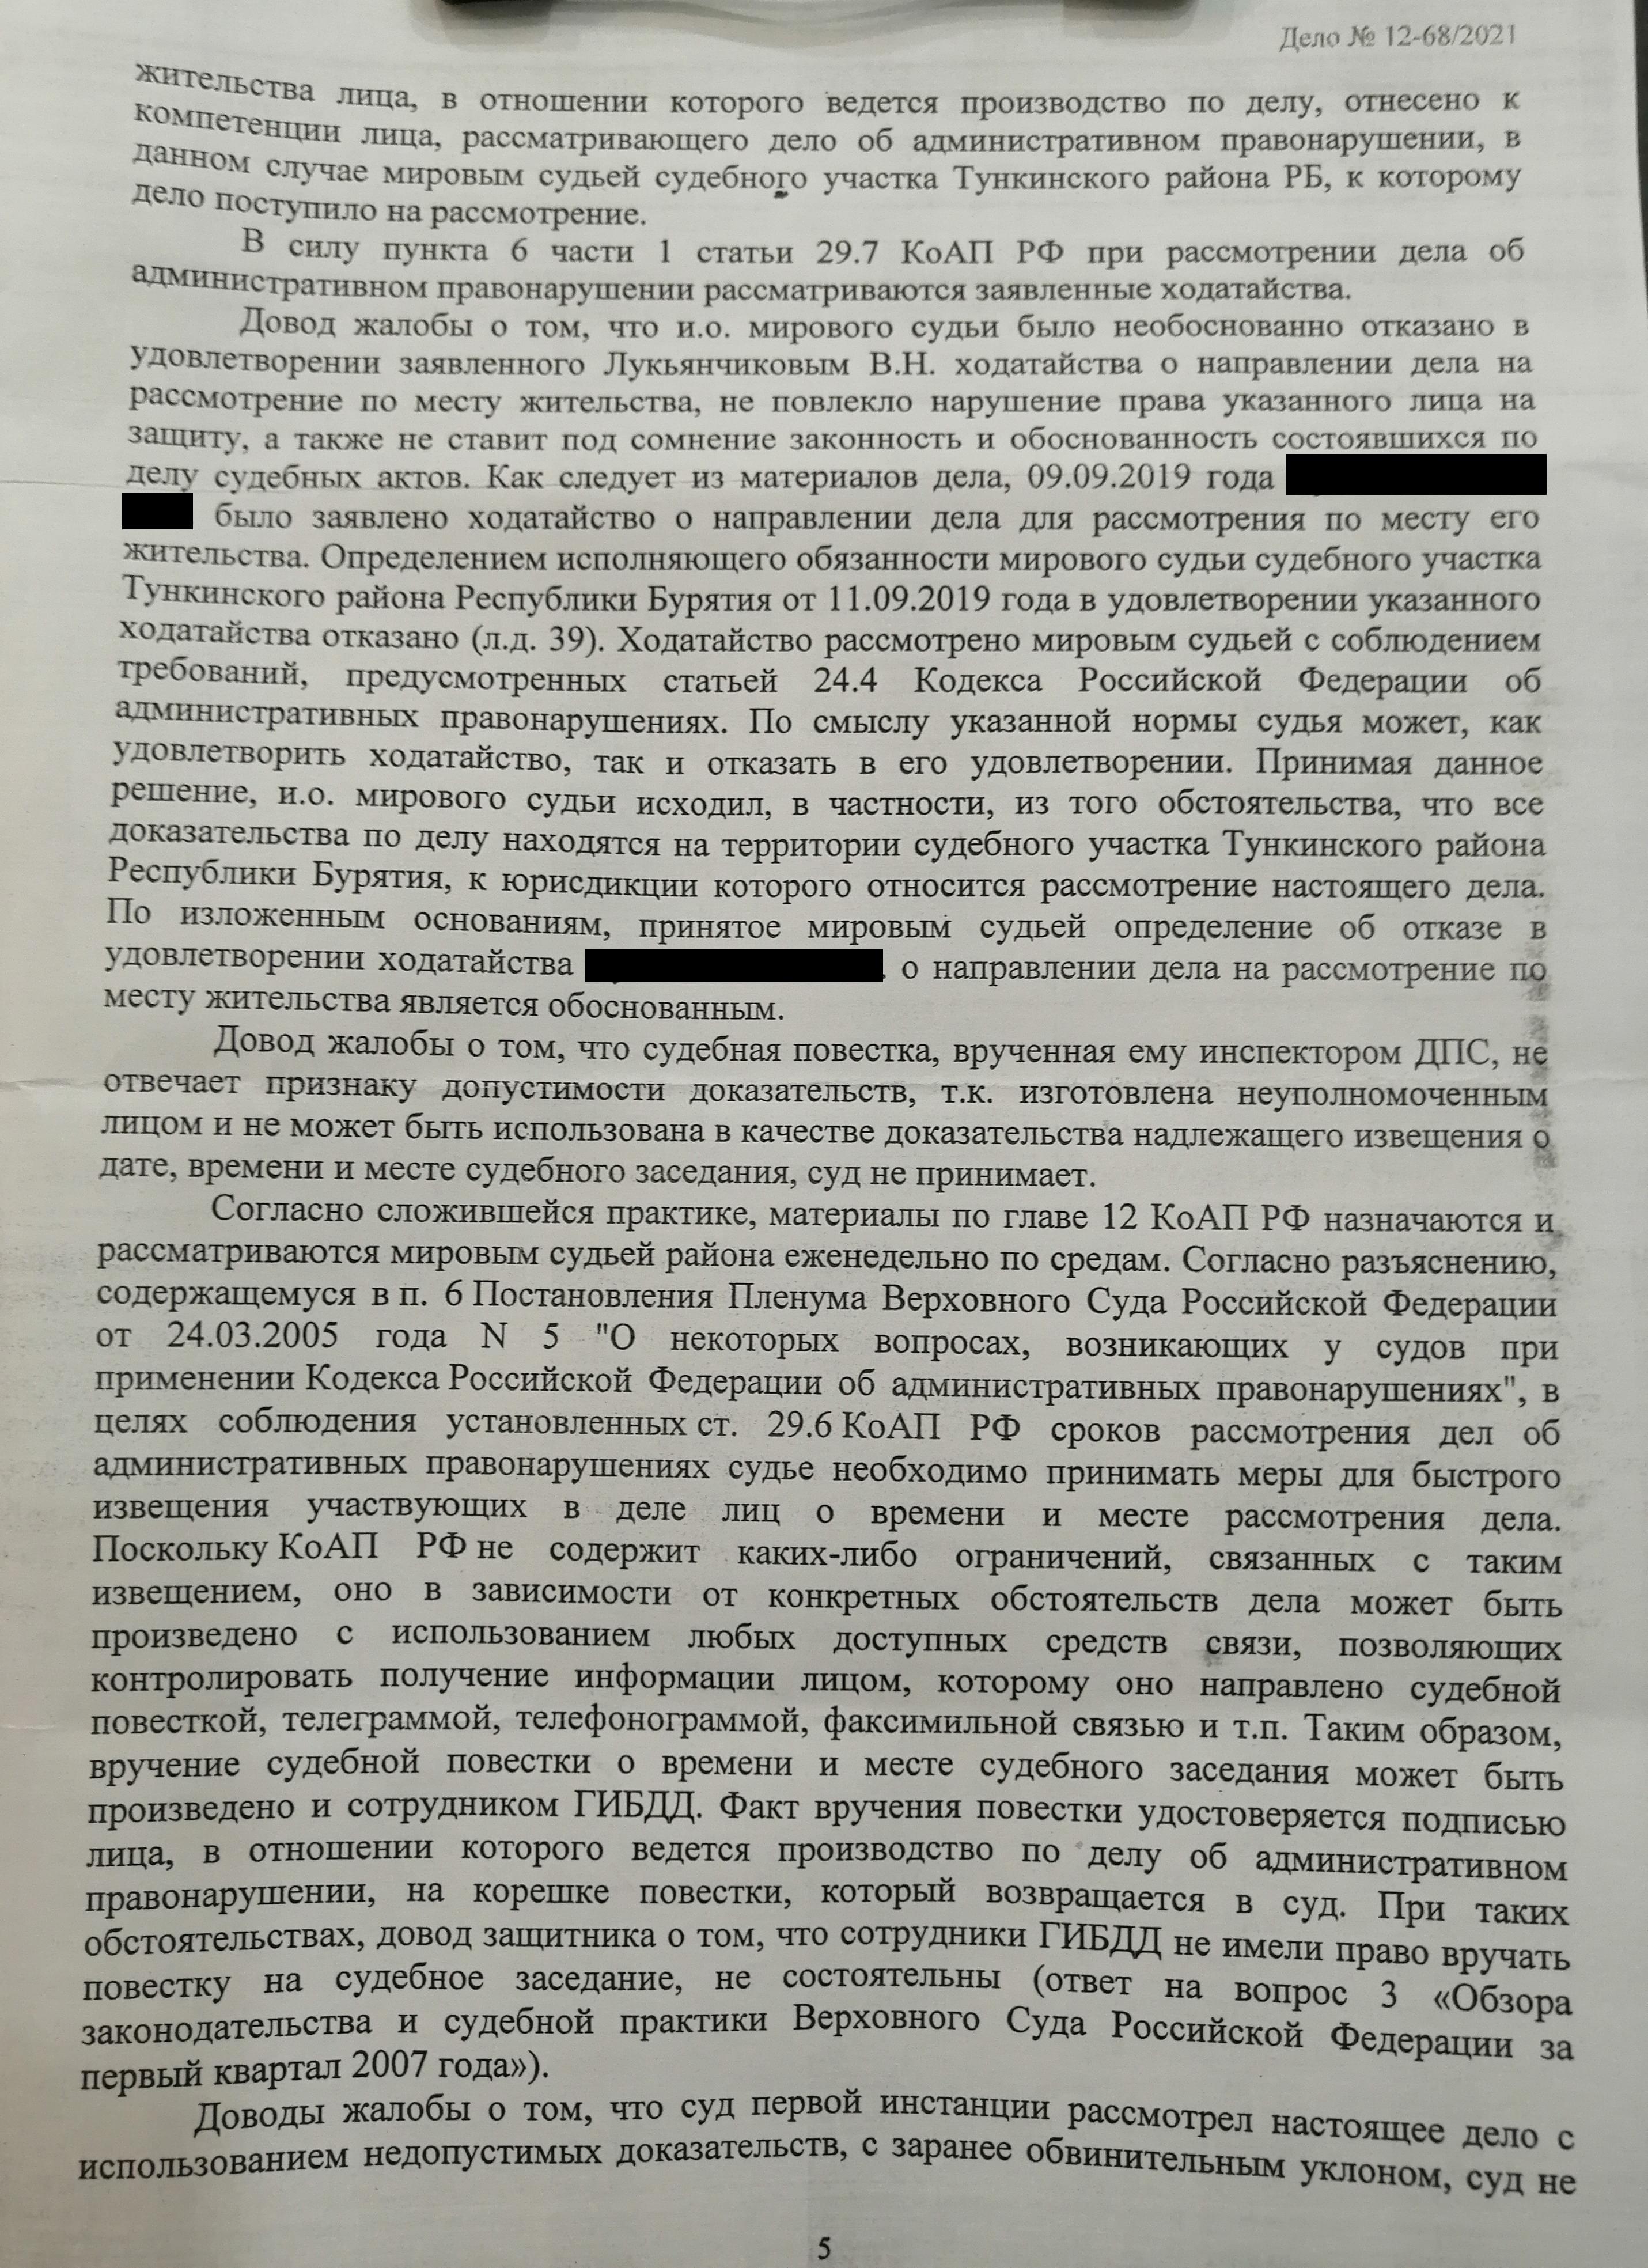 Дело № 12-68/2021
жительства лица, в отношении которого ведется производство по делу, отнесено к
компетенции лица, рассматривающего дело об административном правонарушении, в
данном случае мировым судьей судебного участка Тункинского района РБ, к которому
дело поступило на рассмотрение.
В силу пункта 6 части 1 статьи 29.7 КоАП РФ при рассмотрении дела об
административном правонарушении рассматриваются заявленные ходатайства.
Довод жалобы о том, что и.о. мирового судьи было необоснованно отказано в
удовлетворении заявленного Лукьянчиковым В.Н. ходатайства о направлении дела на
рассмотрение по месту жительства, не повлекло нарушение права указанного лица на
защиту, а также не ставит под сомнение законность и обоснованность состоявшихся по
делу судебных актов. Как следует из материалов дела, 09.09.2019 года
было заявлено ходатайство о направлении дела для рассмотрения по месту его
жительства. Определением исполняющего обязанности мирового судьи судебного участка
Тункинского района Республики Бурятия от 11.09.2019 года в удовлетворении указанного
ходатайства отказано (л.д. 39). Ходатайство рассмотрено мировым судьей с соблюдением
требований, предусмотренных статьей 24.4 Кодекса Российской Федерации об
административных правонарушениях. По смыслу указанной нормы судья может, как
удовлетворить ходатайство, так и отказать в его удовлетворении. Принимая данное
решение, и.о. мирового судьи исходил, в частности, из того обстоятельства, что все
доказательства по делу находятся на территории судебного участка Тункинского района
Республики Бурятия, к юрисдикции которого относится рассмотрение настоящего дела.
По изложенным основаниям, принятое мировым судьей определение об отказе в
удовлетворении ходатайства . о направлении дела на рассмотрение по
месту жительства является обоснованным.
Довод жалобы о том, что судебная повестка, врученная ему инспектором ДПС, не
отвечает признаку допустимости доказательств, т.к. изготовлена неуполномоченным
лицом и не может быть использована в качестве доказательства надлежащего извещения о
дате, времени и месте судебного заседания, суд не принимает.
Согласно сложившейся практике, материалы по главе 12 КоАП РФ назначаются и
рассматриваются мировым судьей района еженедельно по средам. Согласно разъяснению,
содержащемуся в п. 6 Постановления Пленума Верховного Суда Российской Федерации
от 24.03.2005 года N 5 "О некоторых вопросах, возникающих у судов при
применении Кодекса Российской Федерации об административных правонарушениях", в
целях соблюдения установленных ст. 29.6 КоАП РФ сроков рассмотрения дел об
административных правонарушениях судье необходимо принимать меры для быстрого
извещения участвующих в деле лиц о времени и месте рассмотрения дела.
Поскольку КоАП РФ не содержит каких-либо ограничений, связанных с таким
извещением, оно в зависимости от конкретных обстоятельств дела может быть
произведено с использованием любых доступных средств связи, позволяющих
контролировать получение информации лицом, которому оно направлено судебной
повесткой, телеграммой, телефонограммой, факсимильной связью и т.п. Таким образом,
вручение судебной повестки о времени и месте судебного заседания может быть
произведено и сотрудником ГИБДД. Факт вручения повестки удостоверяется подписью
лица, в отношении которого ведется производство по делу об административном
правонарушении, на корешке повестки, который возвращается в суд. При таких
обстоятельствах, довод защитника о том, что сотрудники ГИБДД не имели право вручать
повестку на судебное заседание, не состоятельны (ответ на вопрос 3 «Обзора
законодательства и судебной практики Верховного Суда Российской Федерации за
первый квартал 2007 года»).
Доводы жалобы о том, что суд первой инстанции рассмотрел настоящее дело с
использованием недопустимых доказательств, с заранее обвинительным уклоном, суд не
5